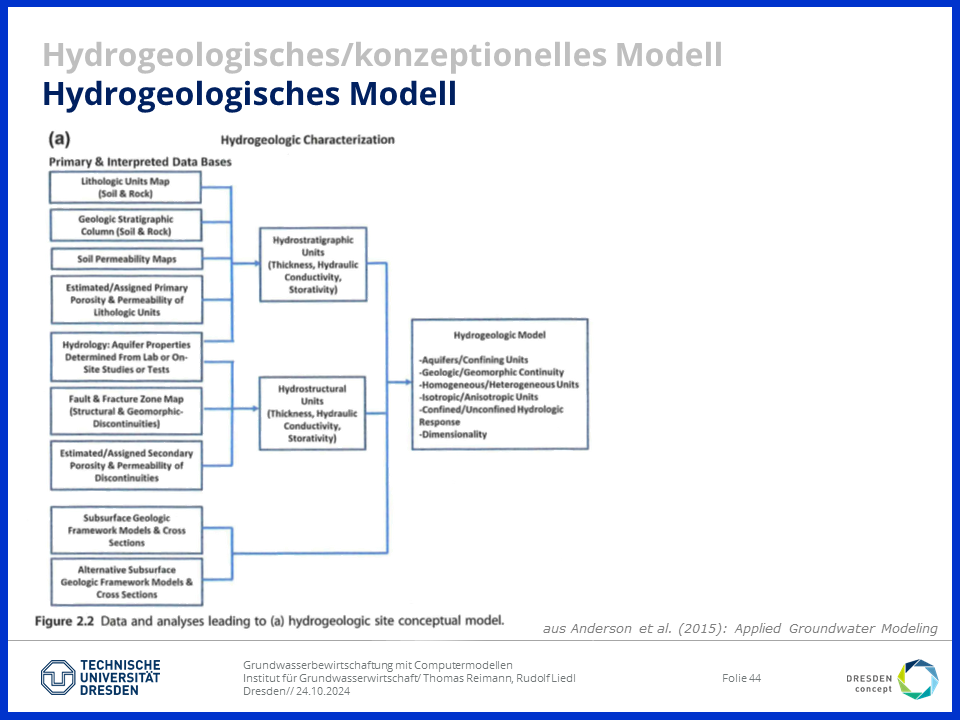 Hydrogeologisches/konzeptionelles Modell
Hydrogeologisches Modell
(a)
Hydrogeologic Characterization
Primary & Interpreted Data Bases
Lithologic Units Map
(Soil & Rock)
Geologic Stratigraphic
Column (Soil & Rock)
Soil Permeability Maps
Estimated/Assigned Primary
Porosity & Permeability of
Lithologic Units
Hydrology: Aquifer Properties
Determined From Lab or On-
Site Studies or Tests
Fault & Fracture Zone Map
(Structural & Geomorphic-
Discontinuities)
Estimated/Assigned Secondary
Porosity & Permeability of
Discontinuities
Subsurface Geologic
Framework Models & Cross
Sections
Alternative Subsurface
Geologic Framework Models &
Cross Sections
Hydrostratigraphic
Units
(Thickness, Hydraulic
Conductivity,
Storativity)
Hydrostructural
Units
(Thickness, Hydraulic
Conductivity,
Storativity)
Hydrogeologic Model
-Aquifers/Confining Units
-Geologic/Geomorphic Continuity
-Homogeneous/Heterogeneous Units
-Isotropic/Anisotropic Units
-Confined/Unconfined Hydrologic
Response
-Dimensionality
Figure 2.2 Data and analyses leading to (a) hydrogeologic site conceptual model.
aus Anderson et al. (2015): Applied Groundwater Modeling
TECHNISCHE
UNIVERSITÄT
DRESDEN
Grundwasserbewirtschaftung mit Computermodellen
Institut für Grundwasserwirtschaft/ Thomas Reimann, Rudolf Liedl
Dresden// 24.10.2024
Folie 44
DRESDEN
concept